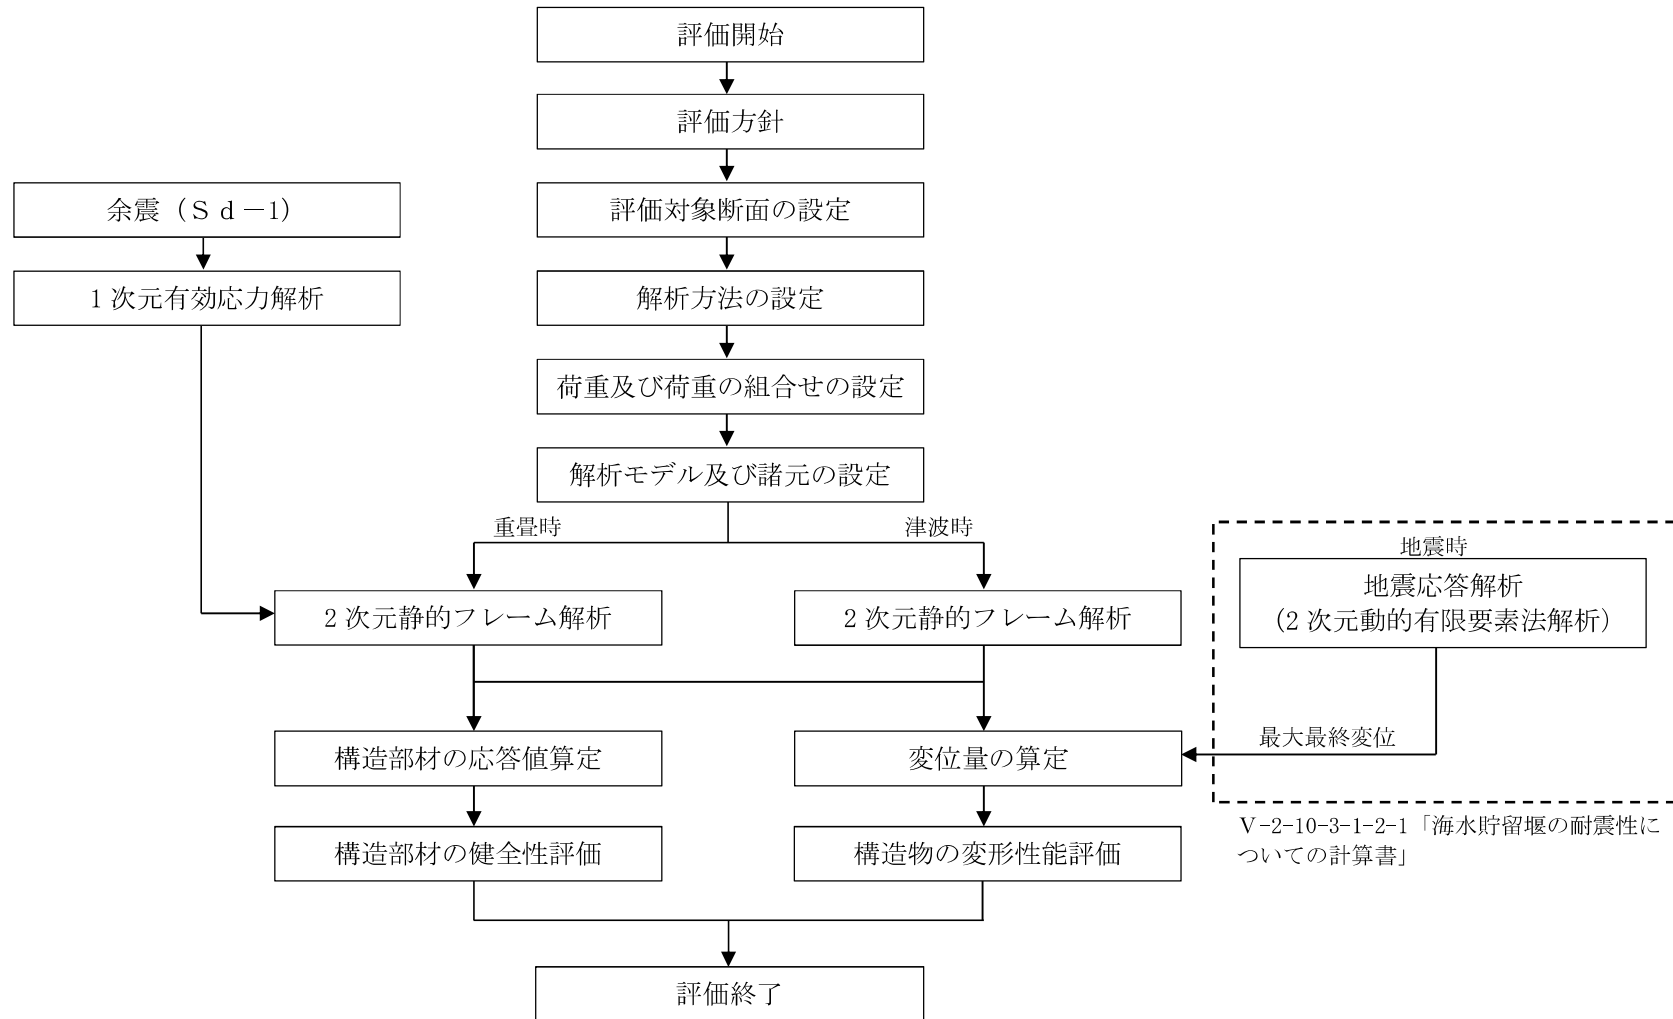 評価開始
評価方針
余震（Ｓｄ－1）
評価対象断面の設定
1次元有効応力解析
解析方法の設定
荷重及び荷重の組合せの設定
解析モデル及び諸元の設定
重畳時
津波時
地震時
地震応答解析
（2次元動的有限要素法解析）
2次元静的フレーム解析
2次元静的フレーム解析
最大最終変位
構造部材の応答値算定
変位量の算定
Ⅴ-2-10-3-1-2-1「海水貯留堰の耐震性に
ついての計算書」
構造部材の健全性評価
構造物の変形性能評価
評価終了